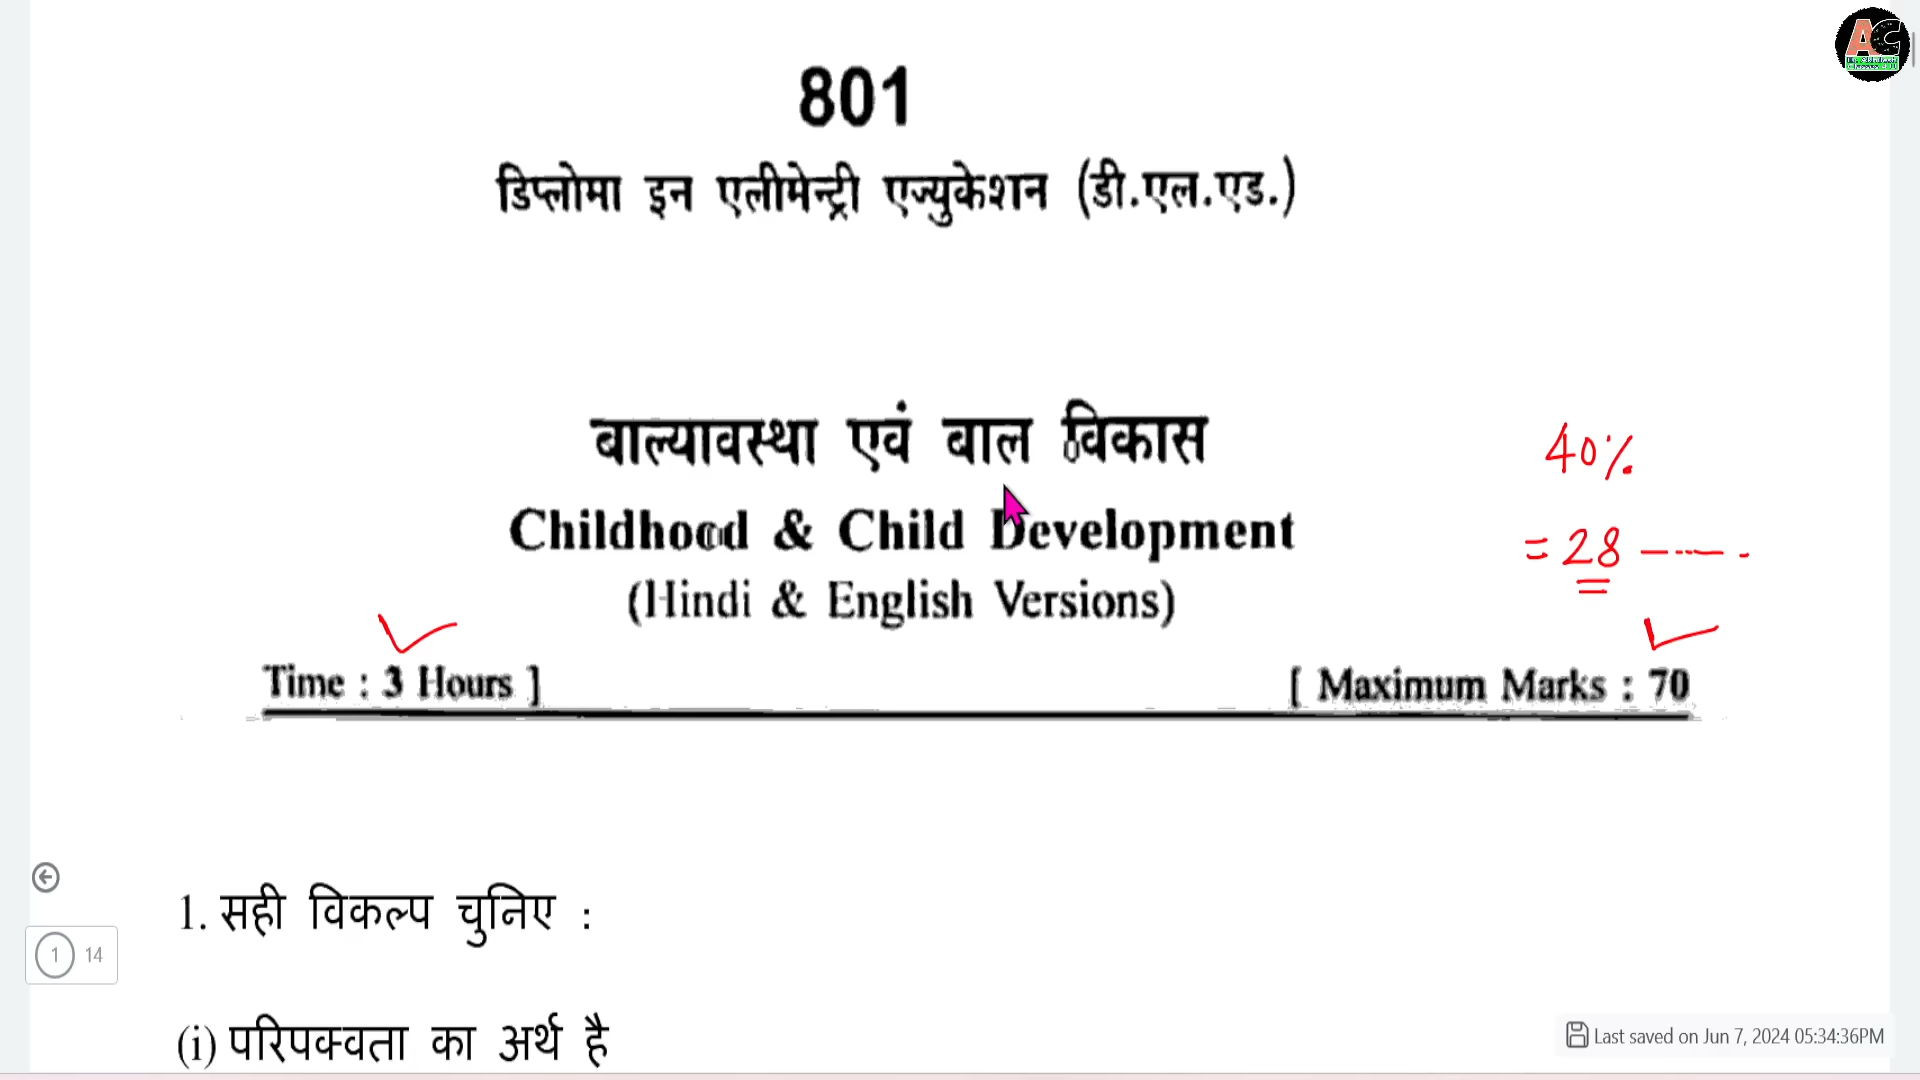 AC
801
डिप्लोमा इन एलीमेन्ट्री एज्युकेशन (डी.एल.एड.)
बाल्यावस्था एवं बाल विकास
Childhood & Child Development
(Hindi & English Versions)
40%
= 28
Time : 3 Hours ]
[ Maximum Marks : 70
1. सही विकल्प चुनिए :
1 14
(i) परिपक्वता का अर्थ है
Last saved on Jun 7, 2024 05:34:36PM